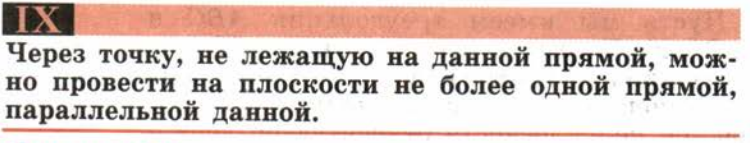 IX
Через точку, не лежащую на данной прямой, мож-
но провести на плоскости не более одной прямой,
параллельной данной.